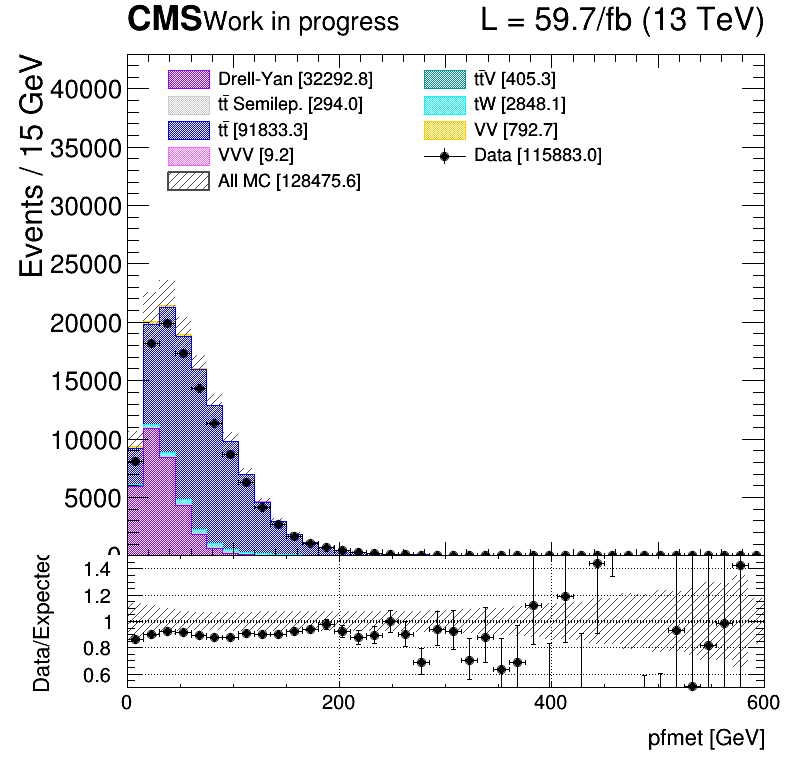 CMS Work in progress L = 59.7/fb (13 TeV)
Events / 15 GeV
40000
35000
30000
25000
20000
15000
10000
5000
0
Drell-Yan [32292.8]
tt̄ Semilep. [294.0]
tt̄ [91833.3]
VVV [9.2]
All MC [128475.6]
tt̄V [405.3]
tW [2848.1]
VV [792.7]
Data [115883.0]
Data/Expected
1.4
1.2
1
0.8
0.6
0 200 400 600
pfmet [GeV]